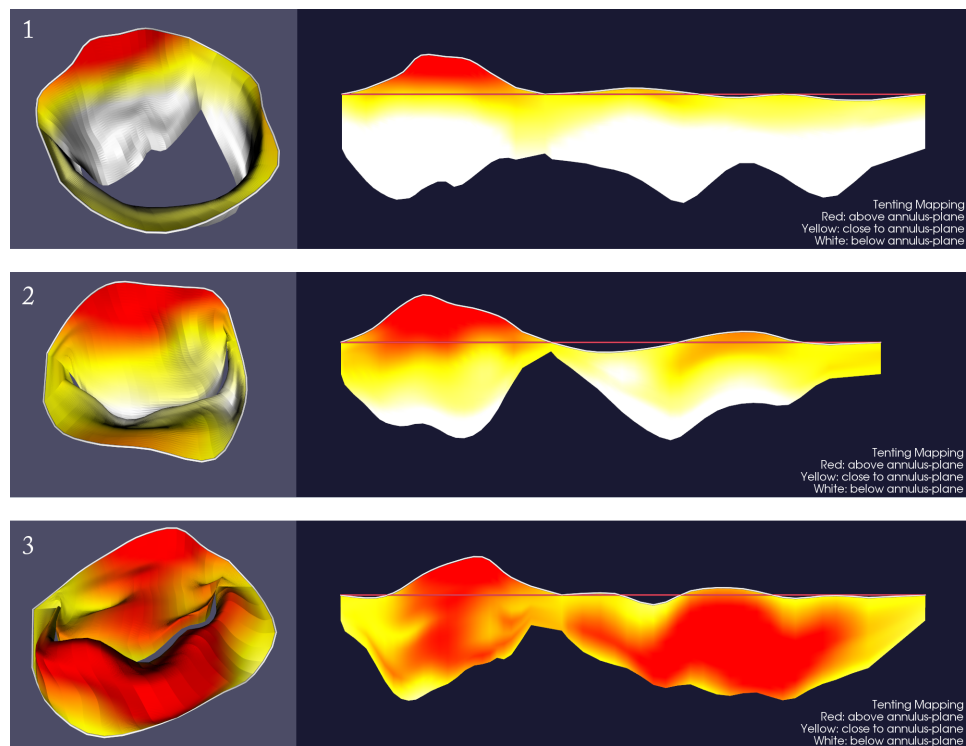 1
Tenting Mapping
Red: above annulus-plane
Yellow: close to annulus-plane
White: below annulus-plane
2
Tenting Mapping
Red: above annulus-plane
Yellow: close to annulus-plane
White: below annulus-plane
3
Tenting Mapping
Red: above annulus-plane
Yellow: close to annulus-plane
White: below annulus-plane